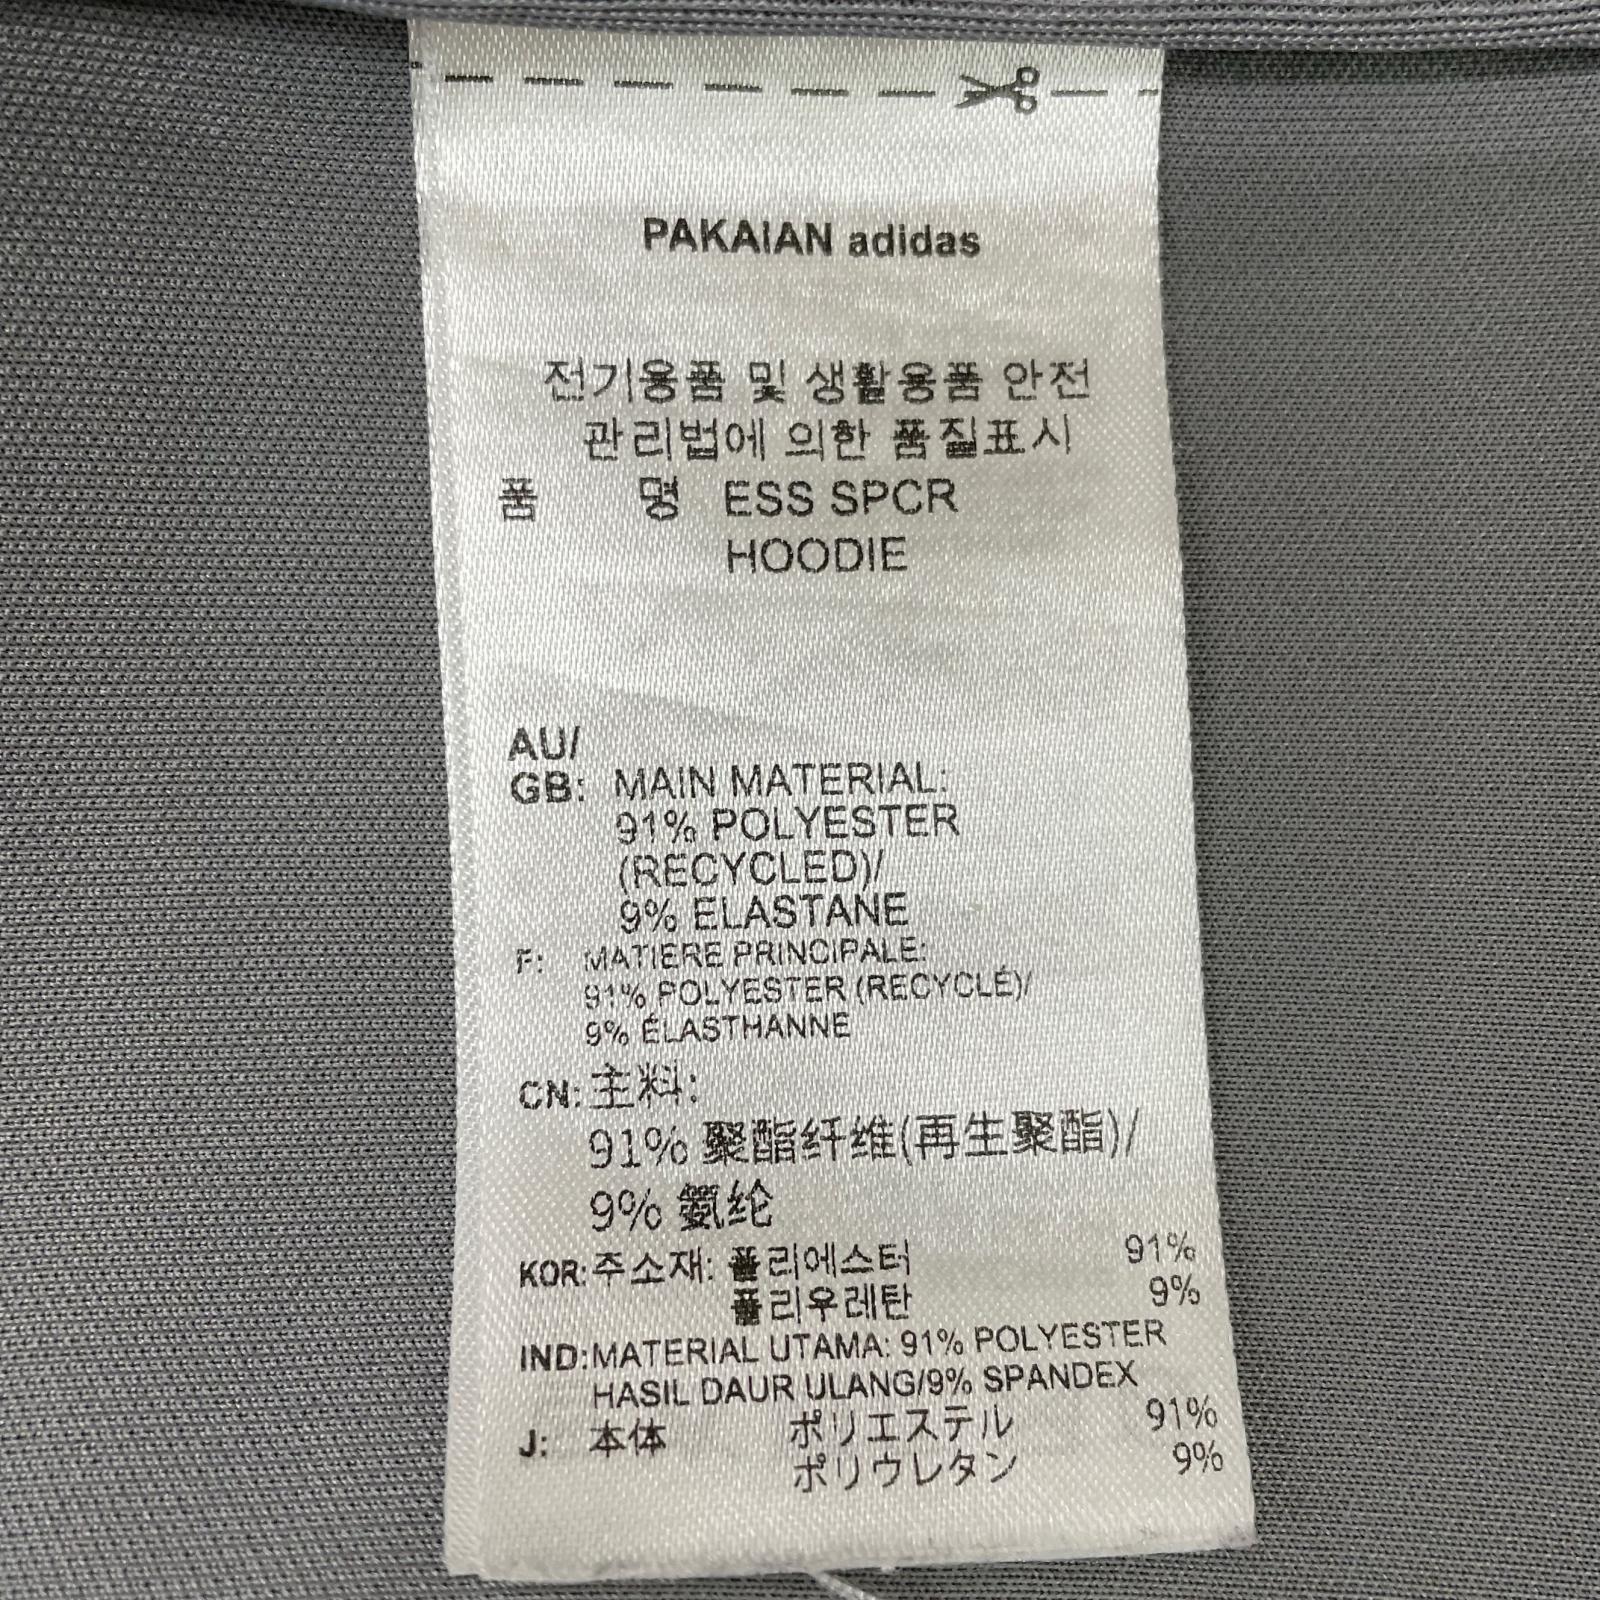 PAKAIAN adidas
전기용품 및 생활용품 안전
관리법에 의한 품질표시
품 명 ESS SPCR
HOODIE
AU/
GB: MAIN MATERIAL:
91% POLYESTER
(RECYCLED)/
9% ELASTANE
F: MATIERE PRINCIPALE:
91% POLYESTER (RECYCLÉ)/
9% ÉLASTHANNE
CN: 主料:
91% 聚酯纤维(再生聚酯)/
9% 氨纶
KOR: 주소재: 폴리에스터 91%
폴리우레탄 9%
IND: MATERIAL UTAMA: 91% POLYESTER
HASIL DAUR ULANG/9% SPANDEX
J: 本体 ポリエステル 91%
ポリウレタン 9%